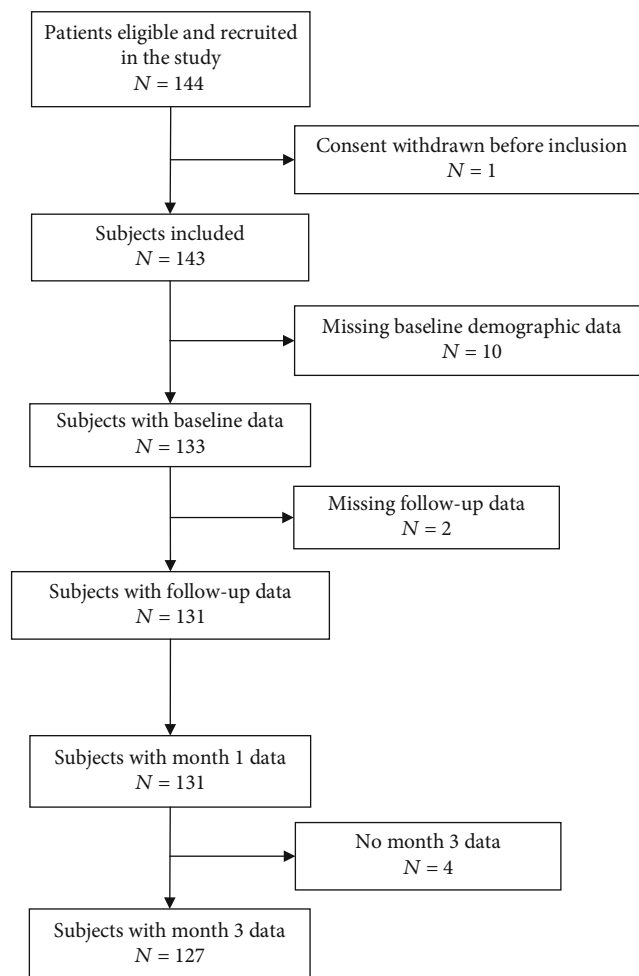 Patients eligible and recruited
in the study
N = 144
Consent withdrawn before inclusion
N = 1
Subjects included
N = 143
Missing baseline demographic data
N = 10
Subjects with baseline data
N = 133
Missing follow-up data
N = 2
Subjects with follow-up data
N = 131
Subjects with month 1 data
N = 131
No month 3 data
N = 4
Subjects with month 3 data
N = 127